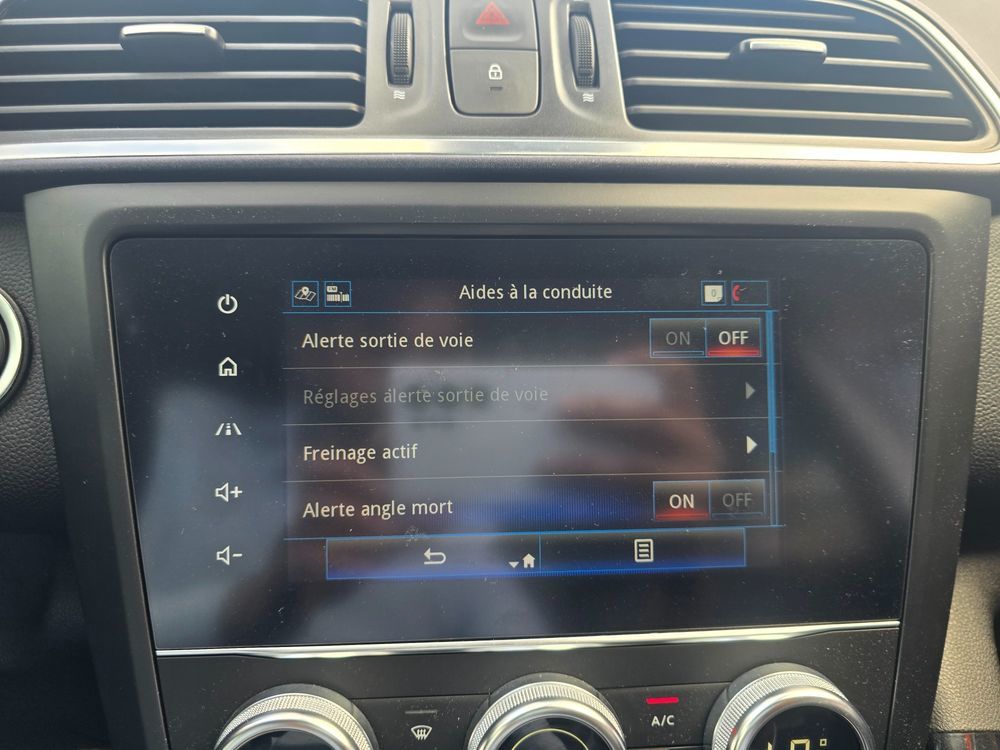 Aides à la conduite
0
Alerte sortie de voie ON OFF
Réglages alerte sortie de voie
Freinage actif
Alerte angle mort ON OFF
A/C